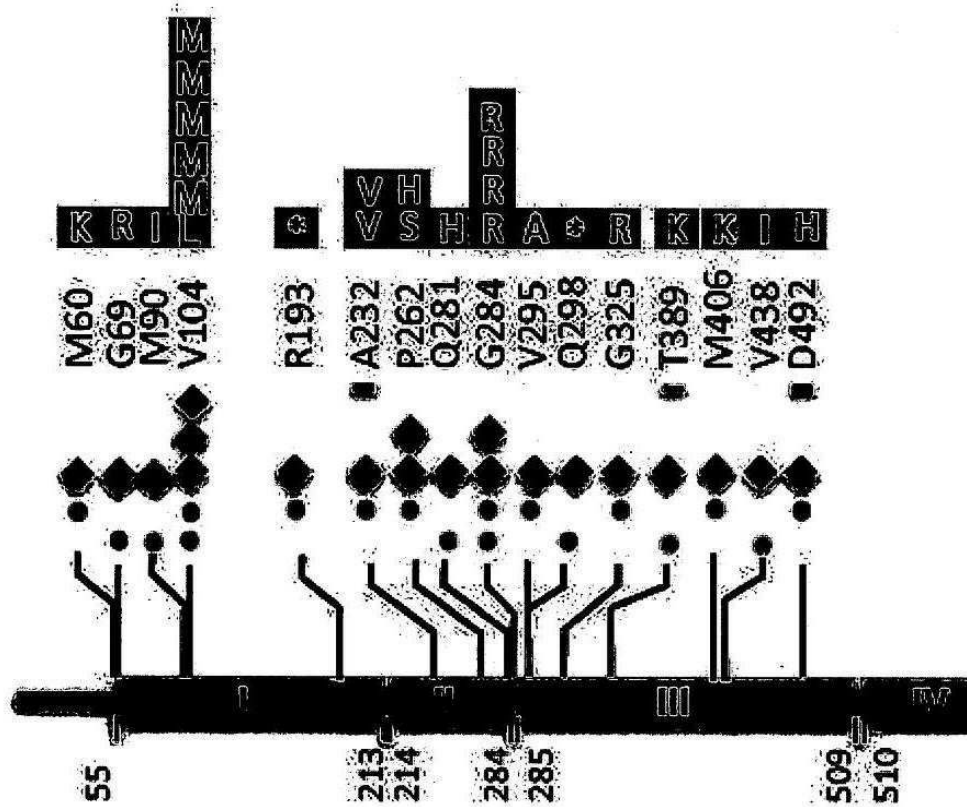 M
M
M
M
V H R R R
M
K R I L * V S H R A * R K K I H
M60 G69 M90 V104 R193 A232 P262 Q281 G284 V295 Q298 G325 T389 M406 V438 D492
I II III IV
55 213 214 284 285 509 510